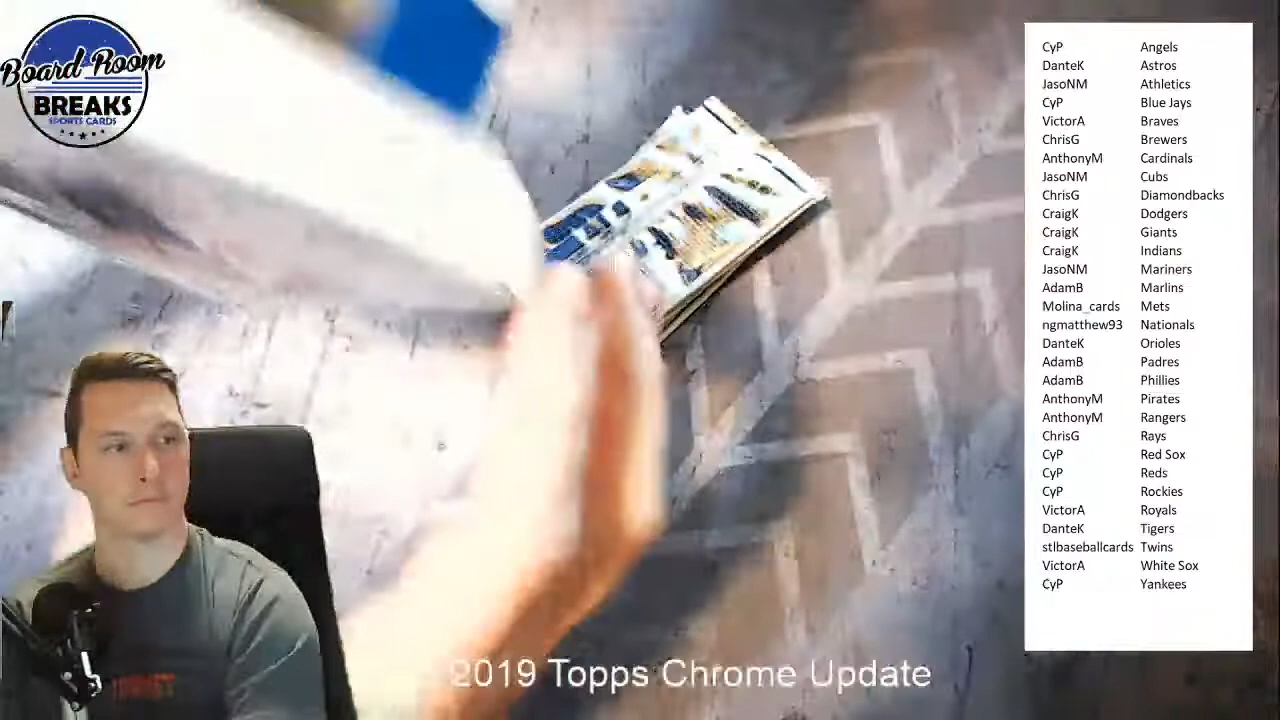 Board Room
BREAKS
SPORTS CARDS
CyP Angels
DanteK Astros
JasoNM Athletics
CyP Blue Jays
VictorA Braves
ChrisG Brewers
AnthonyM Cardinals
JasoNM Cubs
ChrisG Diamondbacks
CraigK Dodgers
CraigK Giants
CraigK Indians
JasoNM Mariners
AdamB Marlins
Molina_cards Mets
ngmatthew93 Nationals
DanteK Orioles
AdamB Padres
AdamB Phillies
AnthonyM Pirates
AnthonyM Rangers
ChrisG Rays
CyP Red Sox
CyP Reds
CyP Rockies
VictorA Royals
DanteK Tigers
stlbaseballcards Twins
VictorA White Sox
CyP Yankees
2019 Topps Chrome Update